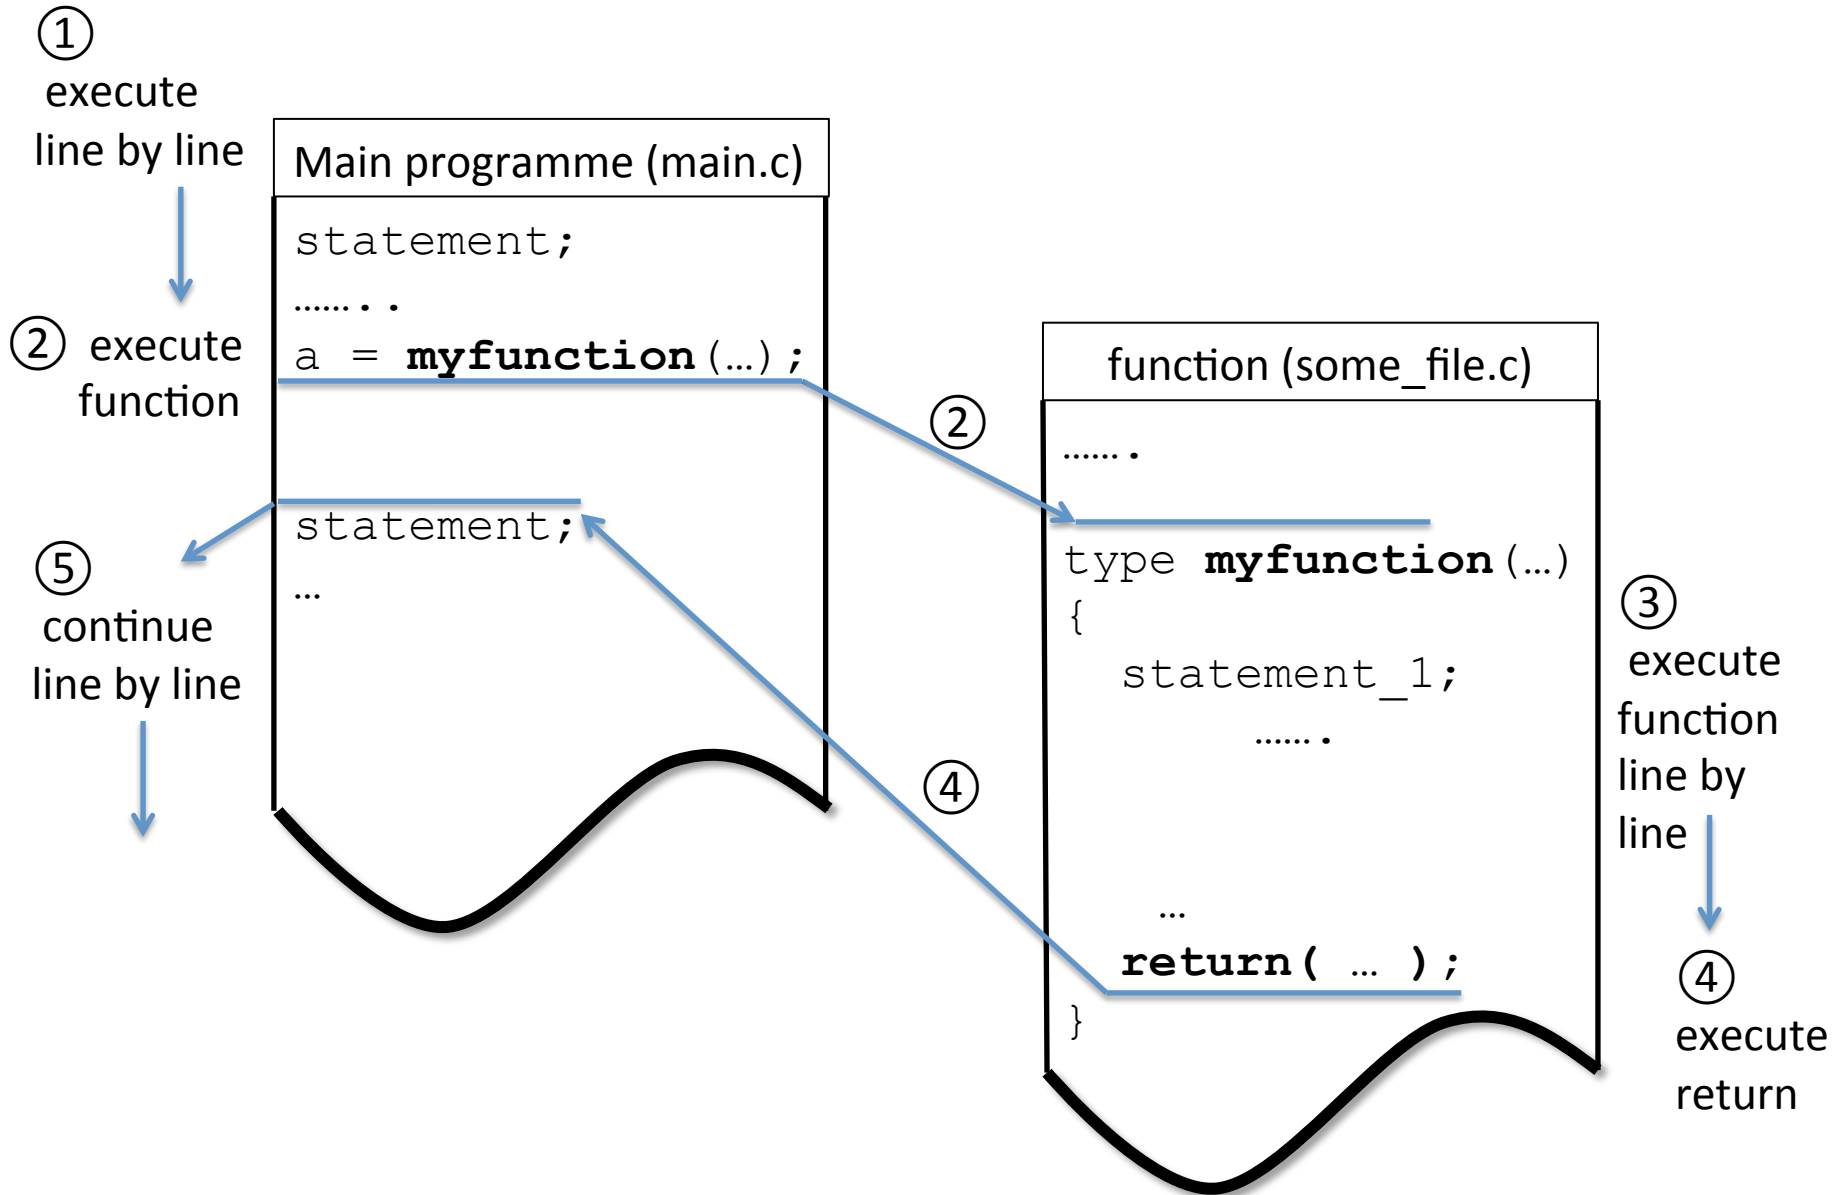 ①
execute
line by line
Main programme (main.c)
statement;
……..
② execute
function
a = myfunction(…);
statement;
…
⑤
continue
line by line
②
④
function (some_file.c)
…….
type myfunction(…)
{
statement_1;
…….
…
return( … );
}
③
execute
function
line by
line
④
execute
return